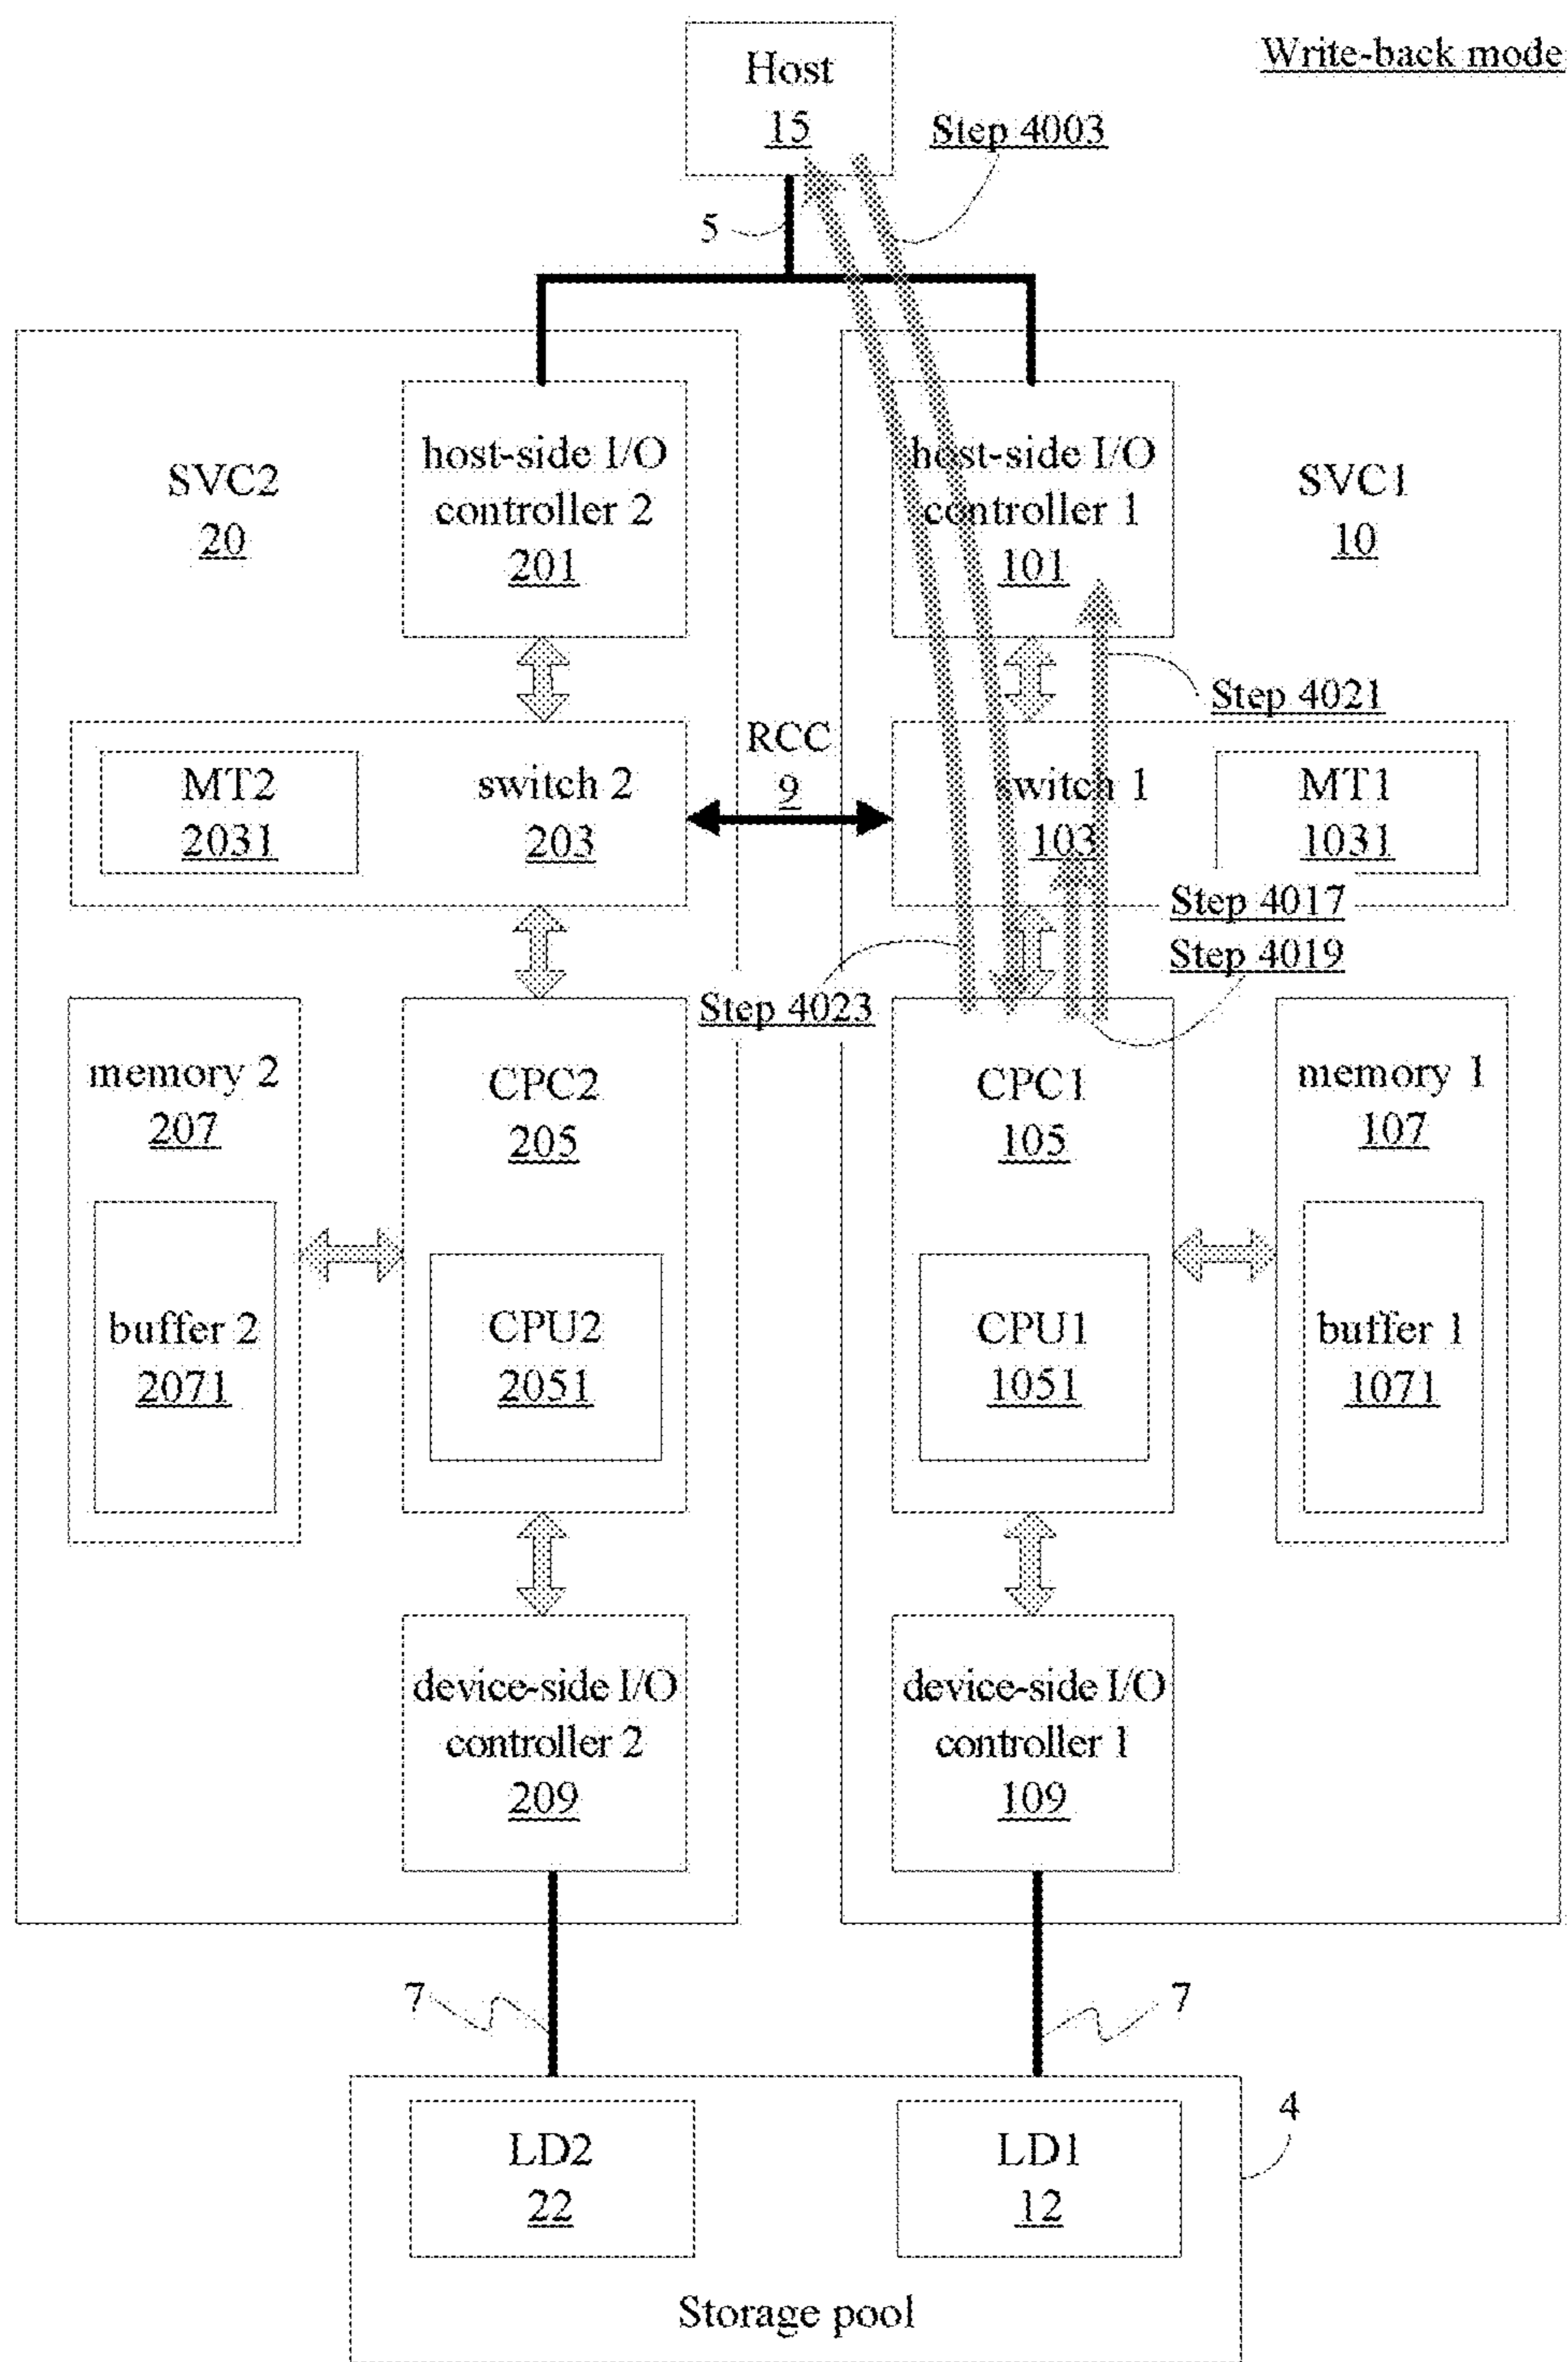 Write-back mode
Host
15
Step 4003
5
SVC2
20
host-side I/O
controller 2
201
host-side I/O
controller 1
101
SVC1
10
Step 4021
MT2
2031
switch 2
203
RCC
9
switch 1
103
MT1
1031
Step 4017
Step 4019
Step 4023
memory 2
207
CPC2
205
CPC1
105
memory 1
107
buffer 2
2071
CPU2
2051
CPU1
1051
buffer 1
1071
device-side I/O
controller 2
209
device-side I/O
controller 1
109
7
7
4
LD2
22
LD1
12
Storage pool